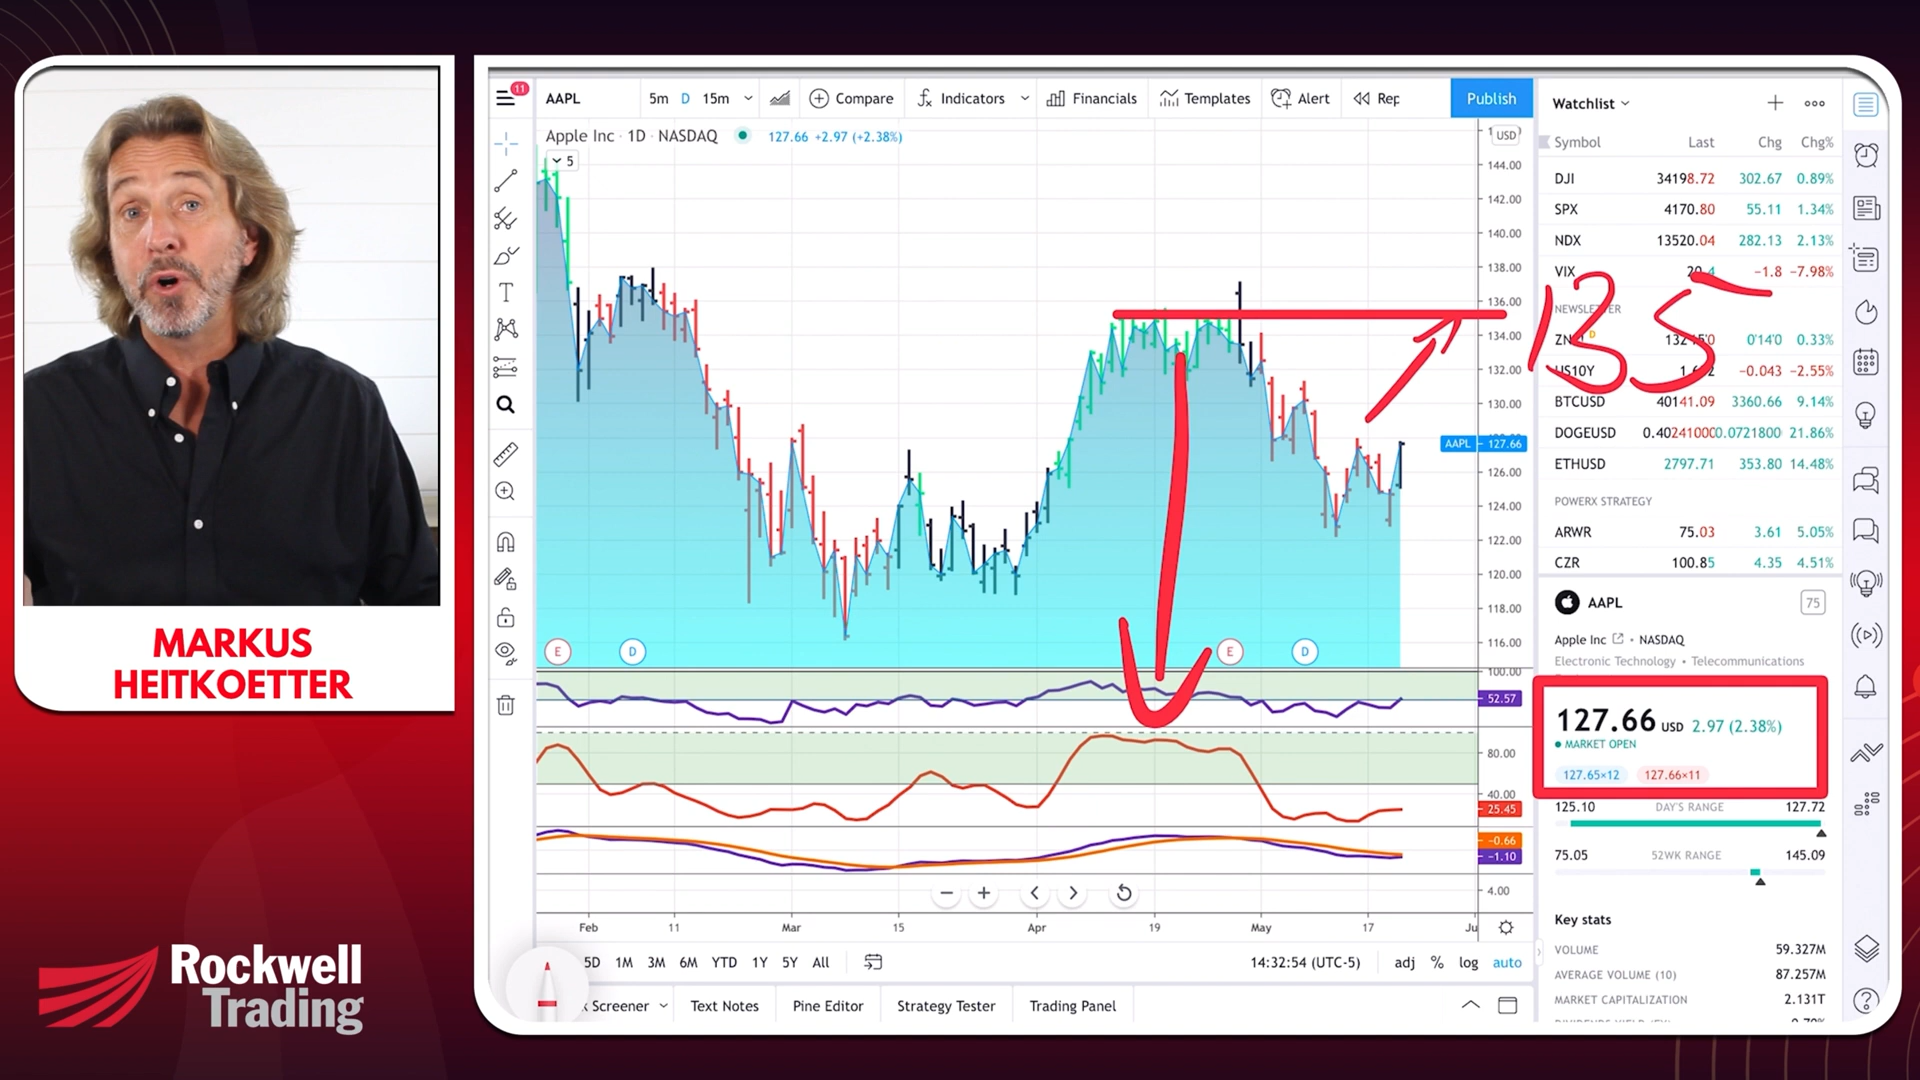 MARKUS
HEITKOETTER
Rockwell
Trading
11
AAPL
5m D 15m
Compare
Indicators
Financials
Templates
Alert
Publish
Apple Inc · 1D · NASDAQ
127.66 +2.97 (+2.38%)
5
USD
144.00
142.00
140.00
138.00
136.00
134.00
132.00
130.00
AAPL 127.66
126.00
124.00
122.00
120.00
118.00
116.00
100.00
52.57
80.00
40.00
25.45
−0.66
−1.10
4.00
E
D
E
D
Feb 11 Mar 15 Apr 19 May 17
5D 1M 3M 6M YTD 1Y 5Y All
14:32:54 (UTC-5)
adj % log auto
Screener
Text Notes
Pine Editor
Strategy Tester
Trading Panel
Watchlist
Symbol Last Chg Chg%
DJI 34198.72 302.67 0.89%
SPX 4170.80 55.11 1.34%
NDX 13520.04 282.13 2.13%
VIX −1.8 −7.98%
135
0'14'0 0.33%
US10Y −0.043 −2.55%
BTCUSD 40141.09 3360.66 9.14%
DOGEUSD 0.40241000 0.0721800 21.86%
ETHUSD 2797.71 353.80 14.48%
POWERX STRATEGY
ARWR 75.03 3.61 5.05%
CZR 100.85 4.35 4.51%
AAPL
75
Apple Inc • NASDAQ
Electronic Technology • Telecommunications
127.66 USD 2.97 (2.38%)
• MARKET OPEN
127.65×12 127.66×11
125.10 DAY'S RANGE 127.72
75.05 52WK RANGE 145.09
Key stats
VOLUME 59.327M
AVERAGE VOLUME (10) 87.257M
MARKET CAPITALIZATION 2.131T